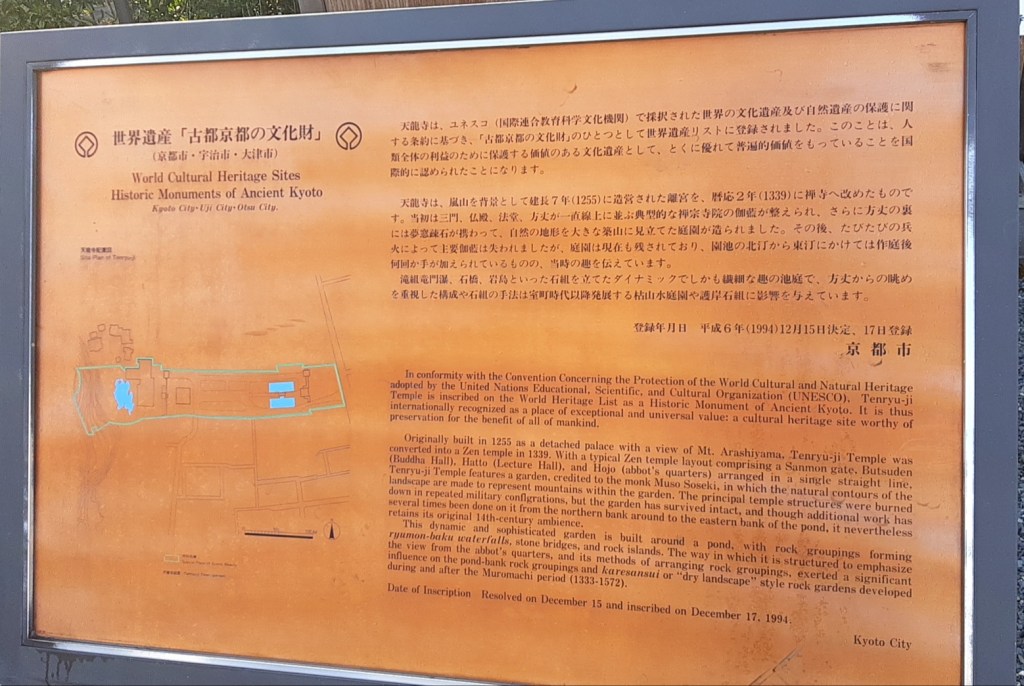 世界遺産「古都京都の文化財」
(京都市・宇治市・大津市)
World Cultural Heritage Sites
Historic Monuments of Ancient Kyoto
Kyoto City・Uji City・Otsu City.
天龍寺配置図
Site Plan of Tenryuji
天龍寺は、ユネスコ(国際連合教育科学文化機関)で採択された世界の文化遺産及び自然遺産の保護に関
する条約に基づき、「古都京都の文化財」のひとつとして世界遺産リストに登録されました。このことは、人
類全体の利益のために保護する価値のある文化遺産として、とくに優れて普遍的価値をもっていることを国
際的に認められたことになります。
天龍寺は、嵐山を背景として建長7年(1255)に造営された離宮を、暦応2年(1339)に禅寺へ改めたもので
す。当初は三門、仏殿、法堂、方丈が一直線上に並ぶ典型的な禅宗寺院の伽藍が整えられ、さらに方丈の裏
には夢窓疎石が携わって、自然の地形を大きな築山に見立てた庭園が造られました。その後、たびたびの兵
火によって主要伽藍は失われましたが、庭園は現在も残されており、園池の北汀から東汀にかけては作庭後
何回か手が加えられているものの、当時の趣を伝えています。
滝組竜門瀑、石橋、岩島といった石組を立てたダイナミックでしかも繊細な趣の池庭で、方丈からの眺め
を重視した構成や石組の手法は室町時代以降発展する枯山水庭園や護岸石組に影響を与えています。
登録年月日 平成6年(1994)12月15日決定、17日登録
京都市
In conformity with the Convention Concerning the Protection of the World Cultural and Natural Heritage
adopted by the United Nations Educational, Scientific, and Cultural Organization (UNESCO), Tenryu-ji
Temple is inscribed on the World Heritage List as a Historic Monument of Ancient Kyoto. It is thus
internationally recognized as a place of exceptional and universal value: a cultural heritage site worthy of
preservation for the benefit of all of mankind.
Originally built in 1255 as a detached palace with a view of Mt. Arashiyama, Tenryu-ji Temple was
converted into a Zen temple in 1339. With a typical Zen temple layout comprising a Sanmon gate, Butsuden
(Buddha Hall), Hatto (Lecture Hall), and Hojo (abbot's quarters) arranged in a single straight line,
Tenryu-ji Temple features a garden, credited to the monk Muso Soseki, in which the natural contours of the
landscape are made to represent mountains within the garden. The principal temple structures were burned
down in repeated military conflgrations, but the garden has survived intact, and though additional work has
several times been done on it from the northern bank around to the eastern bank of the pond, it nevertheless
retains its original 14th-century ambience.
This dynamic and sophisticated garden is built around a pond, with rock groupings forming
ryumon-baku waterfalls, stone bridges, and rock islands. The way in which it is structured to emphasize
the view from the abbot's quarters, and its methods of arranging rock groupings, exerted a significant
influence on the pond-bank rock groupings and karesansui or "dry landscape" style rock gardens developed
during and after the Muromachi period (1333-1572).
Date of Inscription Resolved on December 15 and inscribed on December 17, 1994.
Kyoto City